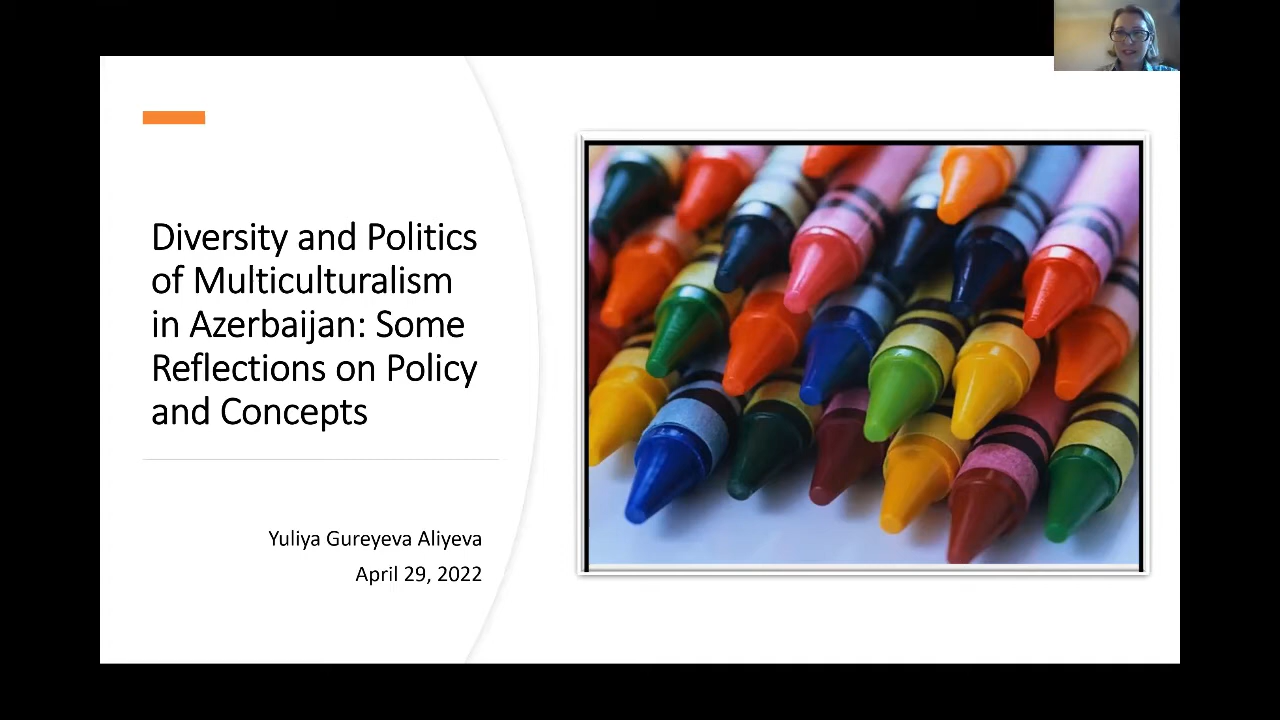 Diversity and Politics
of Multiculturalism
in Azerbaijan: Some
Reflections on Policy
and Concepts
Yuliya Gureyeva Aliyeva
April 29, 2022